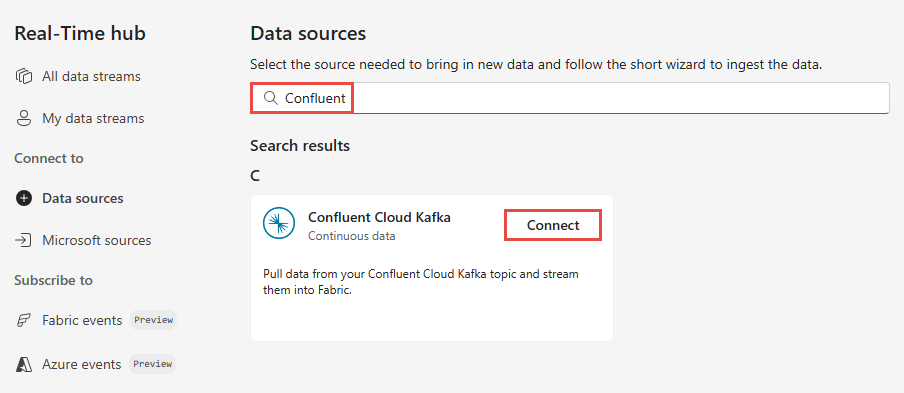 Real-Time hub
All data streams
My data streams
Connect to
Data sources
Microsoft sources
Subscribe to
Fabric events Preview
Azure events Preview
Data sources
Select the source needed to bring in new data and follow the short wizard to ingest the data.
Confluent
Search results
C
Confluent Cloud Kafka
Continuous data
Connect
Pull data from your Confluent Cloud Kafka topic and stream
them into Fabric.